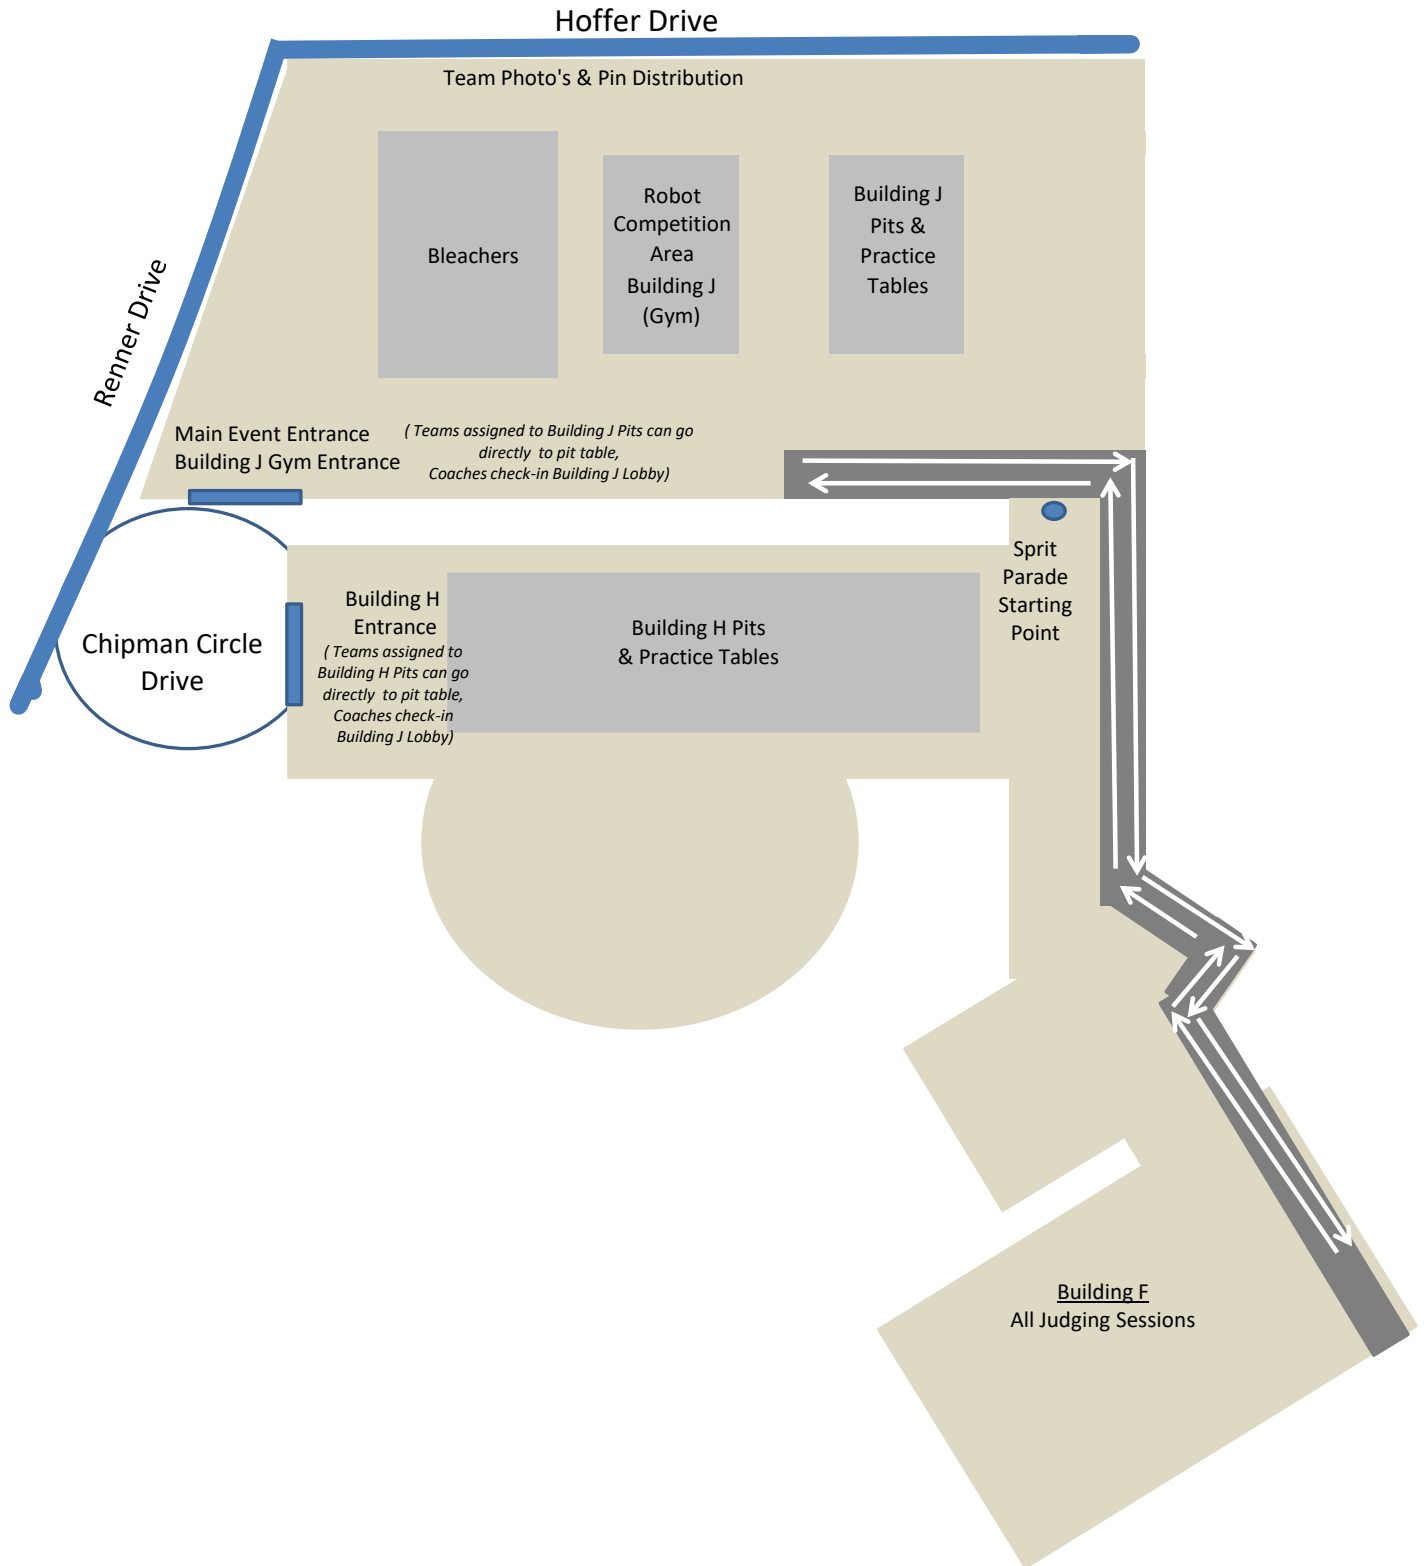 Hoffer Drive
Team Photo's & Pin Distribution
Bleachers
Robot
Competition
Area
Building J
(Gym)
Building J
Pits &
Practice
Tables
Renner Drive
Main Event Entrance
Building J Gym Entrance
( Teams assigned to Building J Pits can go
directly to pit table,
Coaches check-in Building J Lobby)
Sprit
Parade
Starting
Point
Chipman Circle
Drive
Building H
Entrance
( Teams assigned to
Building H Pits can go
directly to pit table,
Coaches check-in
Building J Lobby)
Building H Pits
& Practice Tables
Building F
All Judging Sessions